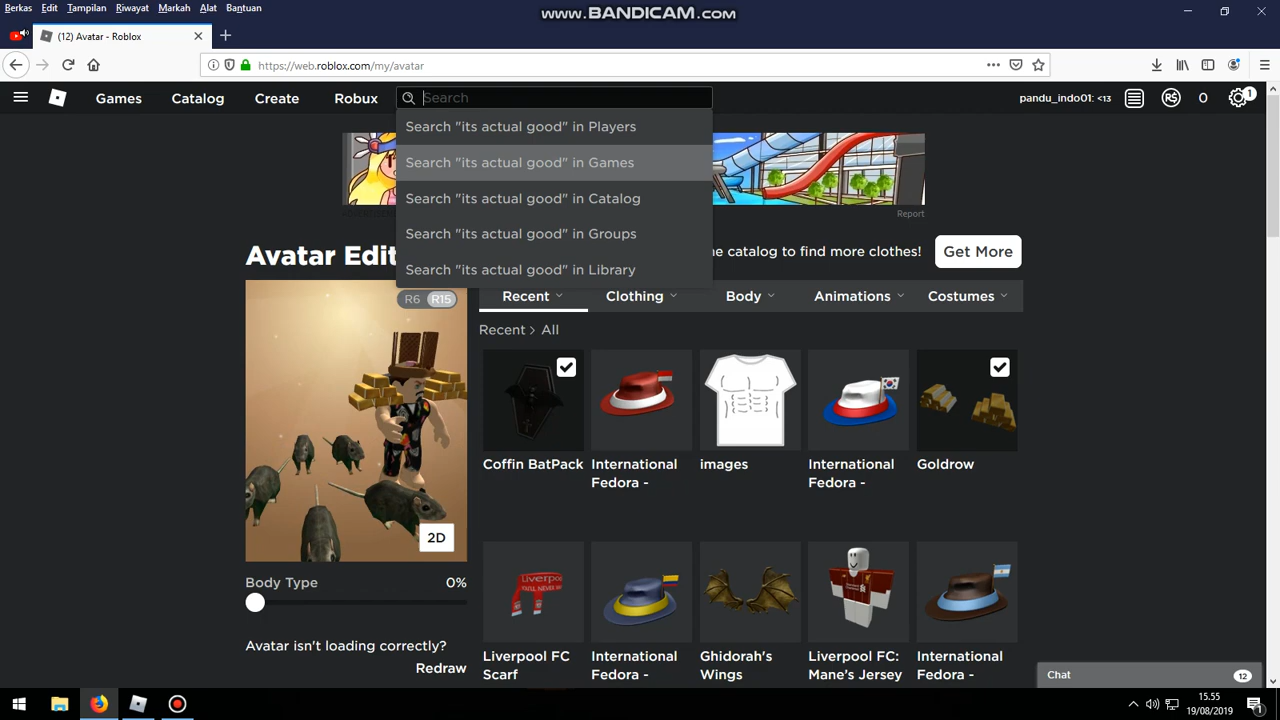 Berkas Edit Tampilan Riwayat Markah Alat Bantuan
www.BANDICAM.com
(12) Avatar - Roblox
https://web.roblox.com/my/avatar
Games Catalog Create Robux Search pandu_indo01: <13 0 1
Search "its actual good" in Players
Search "its actual good" in Games
Search "its actual good" in Catalog
Search "its actual good" in Groups
Search "its actual good" in Library
Report
Avatar Edit
he catalog to find more clothes! Get More
R6 R15
Recent Clothing Body Animations Costumes
Recent > All
Coffin BatPack
International Fedora -
images
International Fedora -
Goldrow
2D
Body Type 0%
Avatar isn't loading correctly?
Redraw
Liverpool FC Scarf
International Fedora -
Ghidorah's Wings
Liverpool FC: Mane's Jersey
International Fedora -
Chat 12
15.55
19/08/2019
1